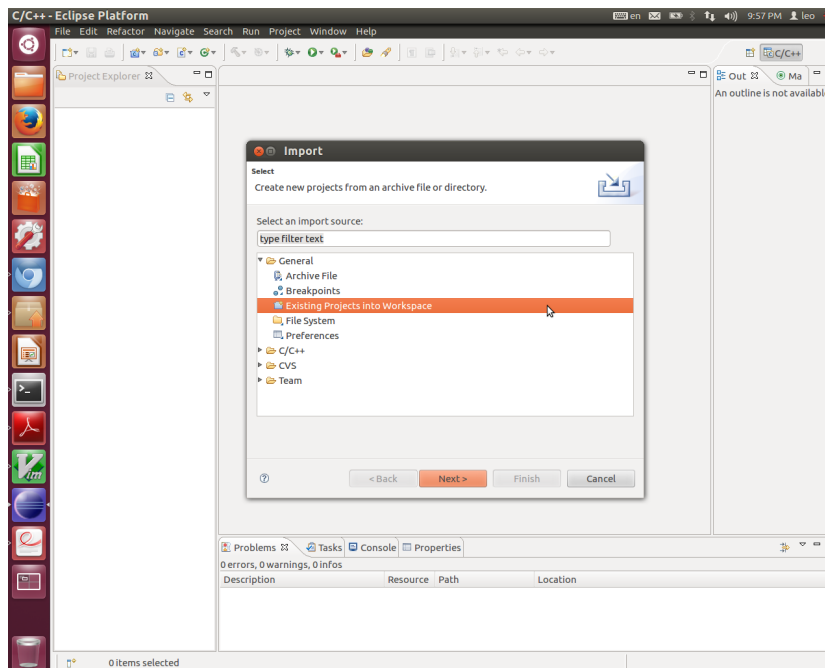 C/C++ - Eclipse Platform
en
9:57 PM
leo
File Edit Refactor Navigate Search Run Project Window Help
C/C++
Project Explorer
Out
Ma
An outline is not availabl
Import
Select
Create new projects from an archive file or directory.
Select an import source:
type filter text
General
Archive File
Breakpoints
Existing Projects into Workspace
File System
Preferences
C/C++
CVS
Team
< Back
Next >
Finish
Cancel
Vim
Problems
Tasks
Console
Properties
0 errors, 0 warnings, 0 infos
Description
Resource
Path
Location
0 items selected